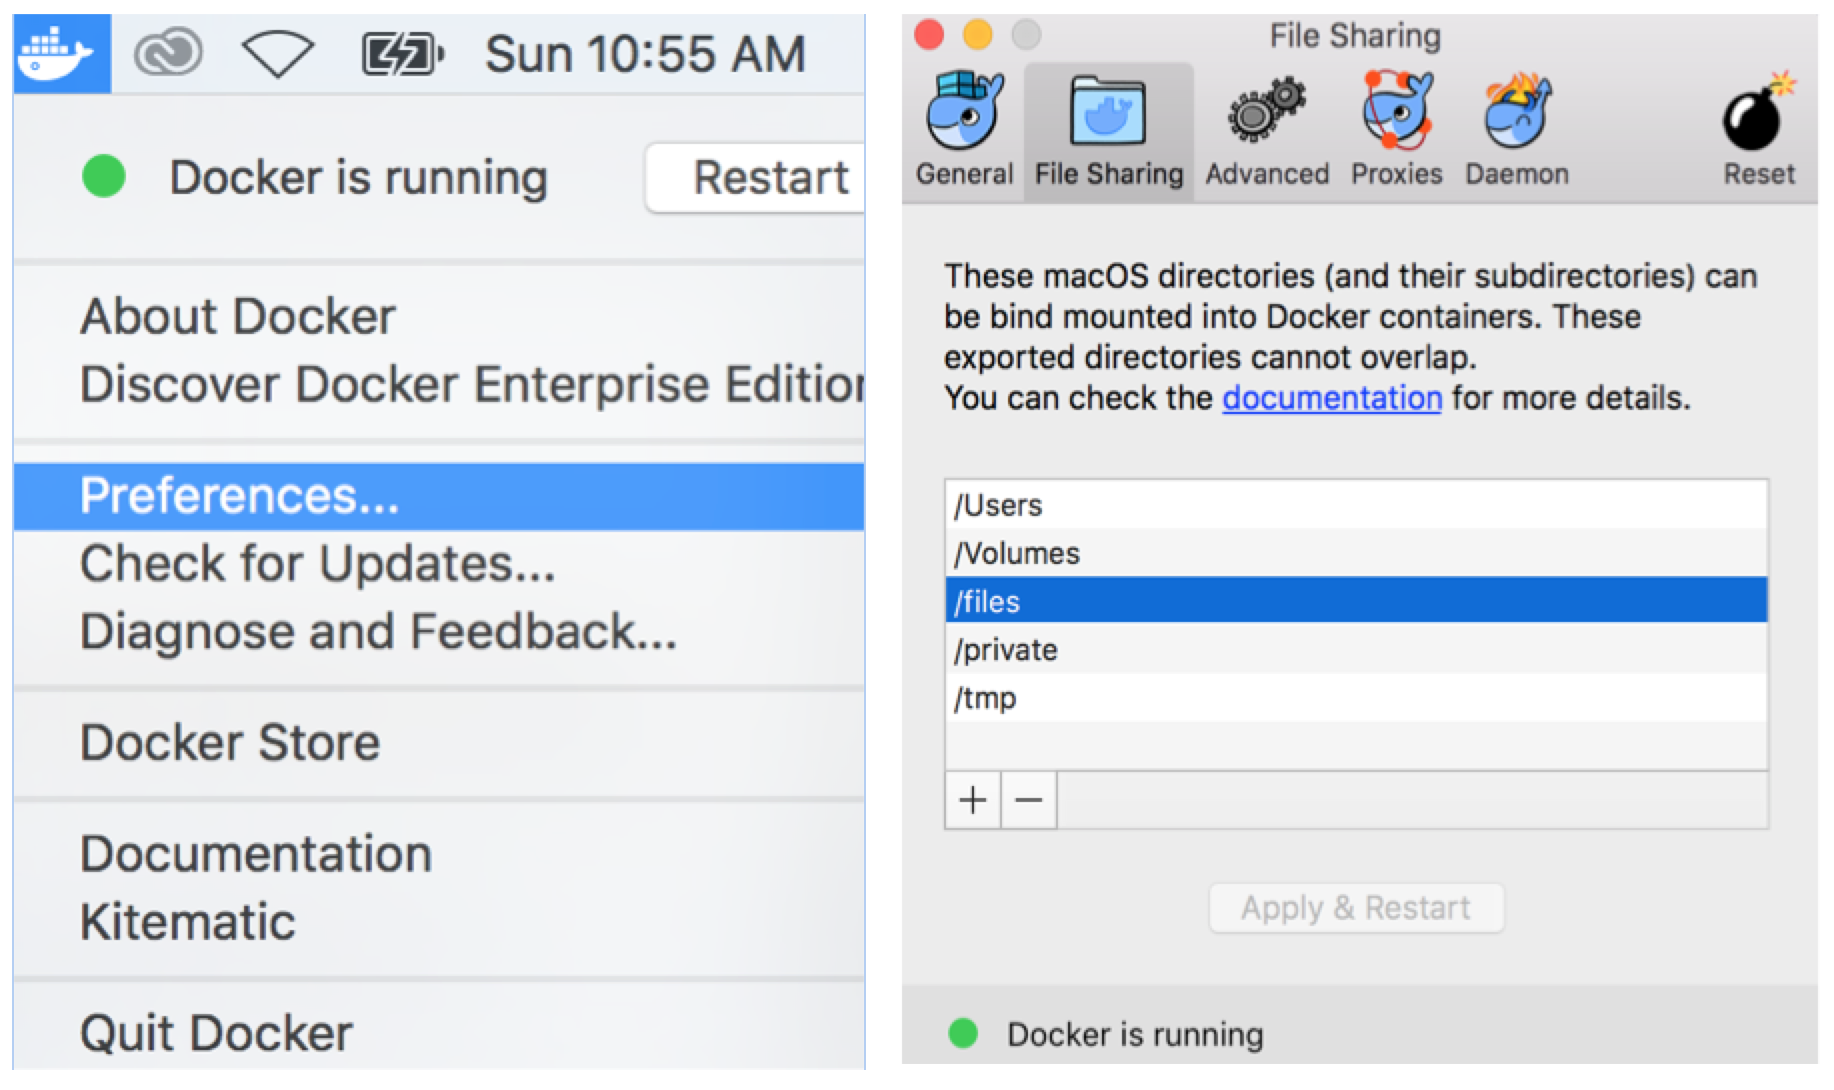 Sun 10:55 AM
Docker is running
Restart
About Docker
Discover Docker Enterprise Edition
Preferences...
Check for Updates...
Diagnose and Feedback...
Docker Store
Documentation
Kitematic
Quit Docker
File Sharing
General
File Sharing
Advanced
Proxies
Daemon
Reset
These macOS directories (and their subdirectories) can
be bind mounted into Docker containers. These
exported directories cannot overlap.
You can check the documentation for more details.
/Users
/Volumes
/files
/private
/tmp
Apply & Restart
Docker is running